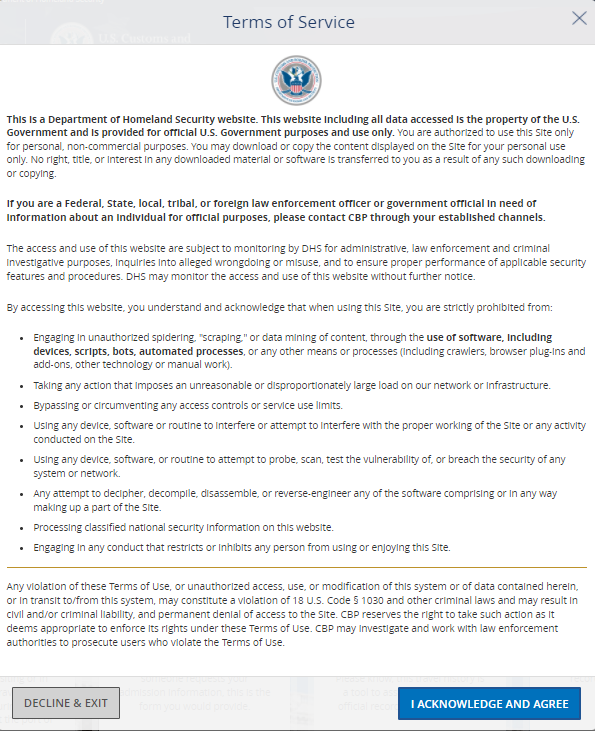 U.S. Customs and
Terms of Service
This is a Department of Homeland Security website. This website including all data accessed is the property of the U.S.
Government and is provided for official U.S. Government purposes and use only. You are authorized to use this Site only
for personal, non-commercial purposes. You may download or copy the content displayed on the Site for your personal use
only. No right, title, or interest in any downloaded material or software is transferred to you as a result of any such downloading
or copying.
If you are a Federal, State, local, tribal, or foreign law enforcement officer or government official in need of
information about an individual for official purposes, please contact CBP through your established channels.
The access and use of this website are subject to monitoring by DHS for administrative, law enforcement and criminal
investigative purposes, inquiries into alleged wrongdoing or misuse, and to ensure proper performance of applicable security
features and procedures. DHS may monitor the access and use of this website without further notice.
By accessing this website, you understand and acknowledge that when using this Site, you are strictly prohibited from:
• Engaging in unauthorized spidering, "scraping," or data mining of content, through the use of software, including
devices, scripts, bots, automated processes, or any other means or processes (including crawlers, browser plug-ins and
add-ons, other technology or manual work).
• Taking any action that imposes an unreasonable or disproportionately large load on our network or infrastructure.
• Bypassing or circumventing any access controls or service use limits.
• Using any device, software or routine to interfere or attempt to interfere with the proper working of the Site or any activity
conducted on the Site.
• Using any device, software, or routine to attempt to probe, scan, test the vulnerability of, or breach the security of any
system or network.
• Any attempt to decipher, decompile, disassemble, or reverse-engineer any of the software comprising or in any way
making up a part of the Site.
• Processing classified national security information on this website.
• Engaging in any conduct that restricts or inhibits any person from using or enjoying this Site.
Any violation of these Terms of Use, or unauthorized access, use, or modification of this system or of data contained herein,
or in transit to/from this system, may constitute a violation of 18 U.S. Code § 1030 and other criminal laws and may result in
civil and/or criminal liability, and permanent denial of access to the Site. CBP reserves the right to take such action as it
deems appropriate to enforce its rights under these Terms of Use. CBP may investigate and work with law enforcement
authorities to prosecute users who violate the Terms of Use.
DECLINE & EXIT
I ACKNOWLEDGE AND AGREE